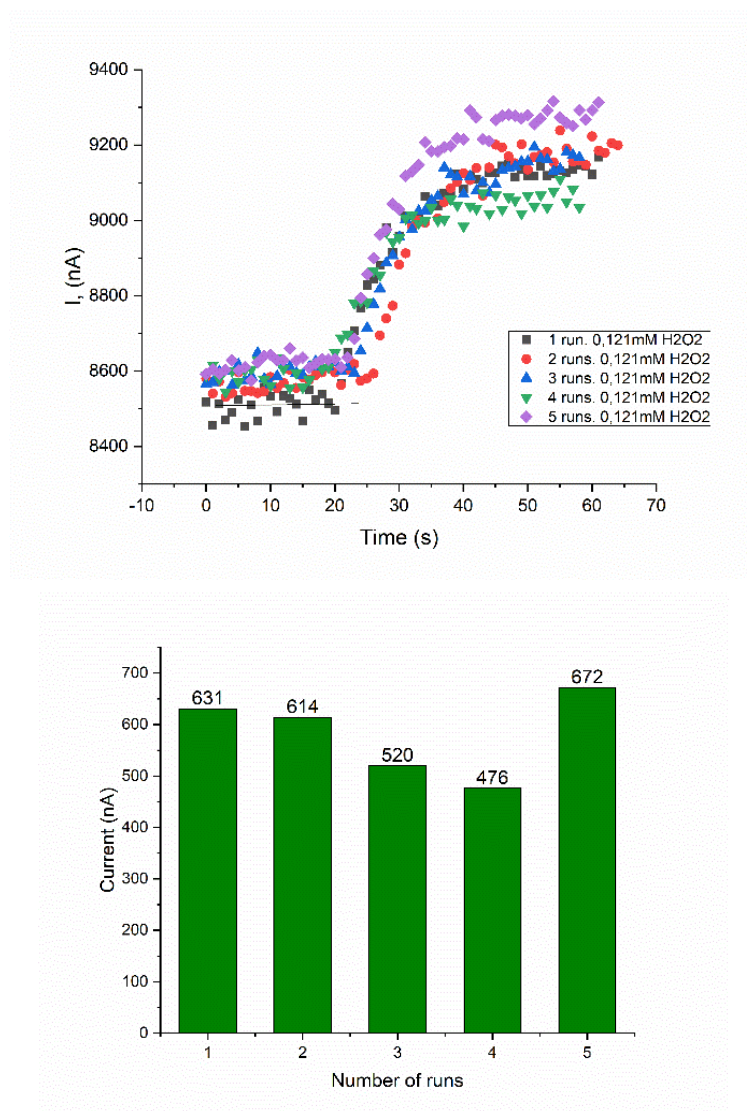 9400
9200
9000
8800
8600
8400
I, (nA)
1 run. 0,121mM H2O2
2 runs. 0,121mM H2O2
3 runs. 0,121mM H2O2
4 runs. 0,121mM H2O2
5 runs. 0,121mM H2O2
-10 0 10 20 30 40 50 60 70
Time (s)
700
600
500
400
300
200
100
0
Current (nA)
631 614 520 476 672
1 2 3 4 5
Number of runs